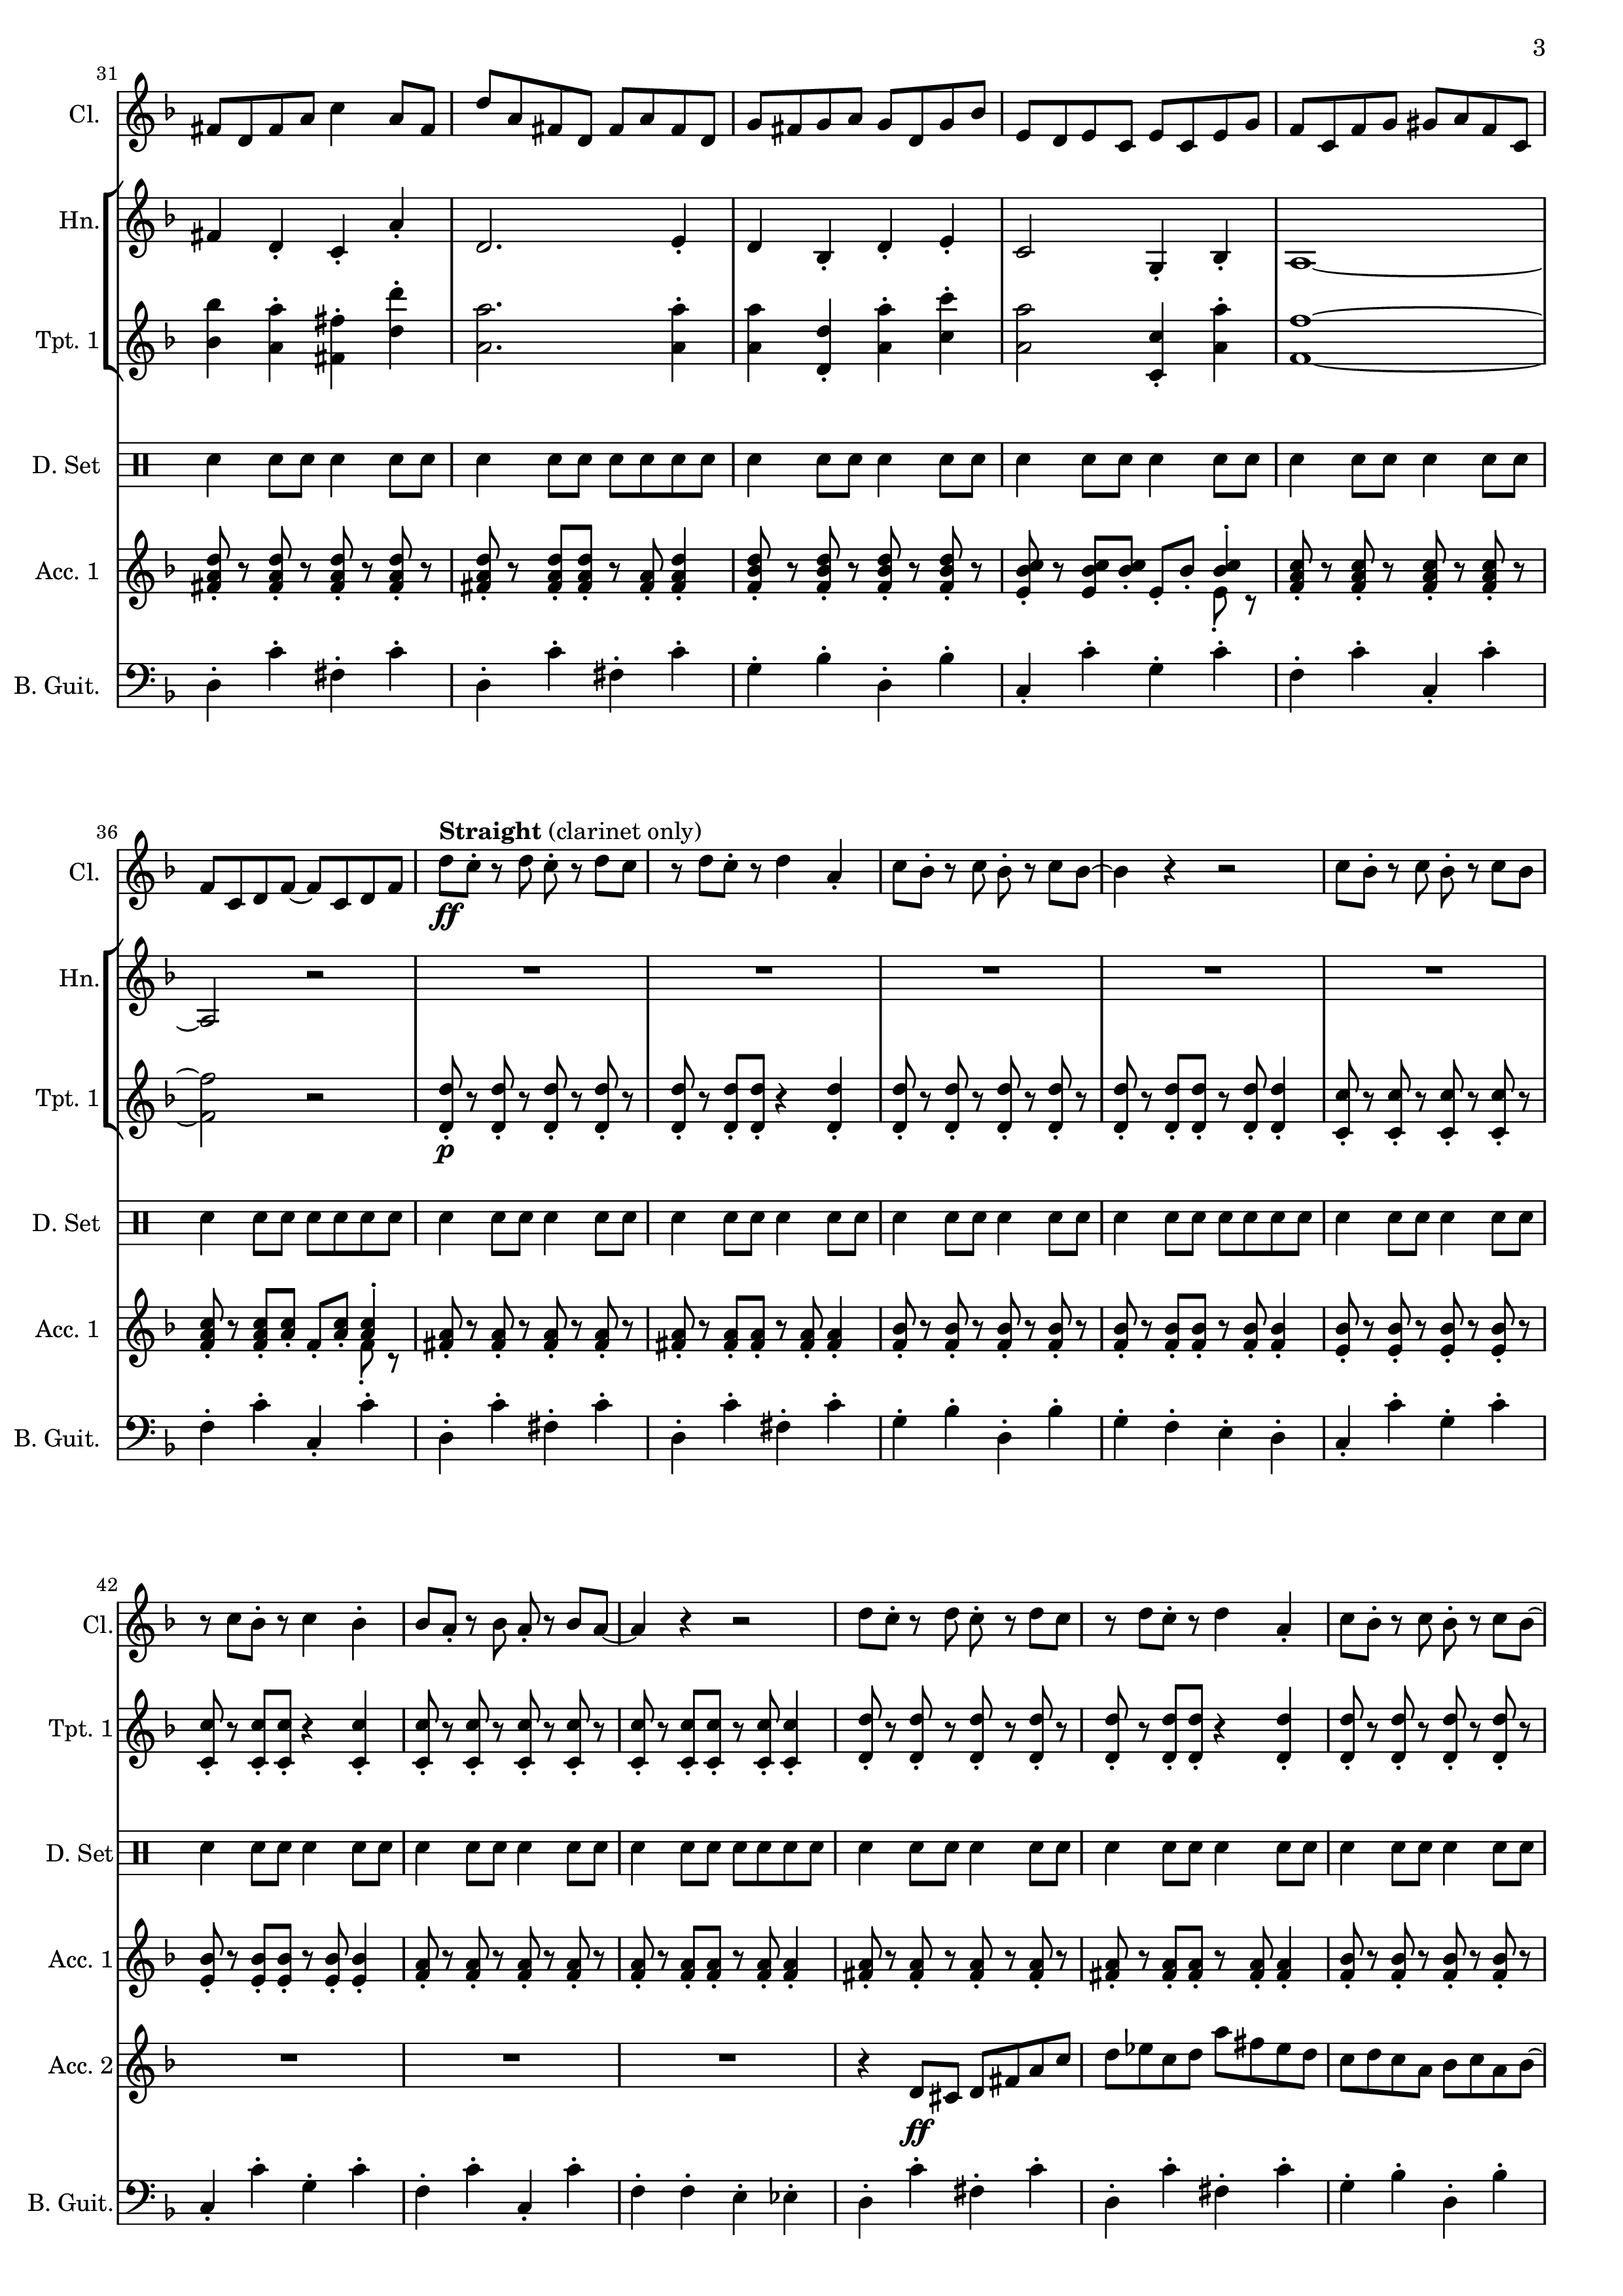 3
31
Cl.
Hn.
Tpt. 1
D. Set
Acc. 1
B. Guit.
36
Straight (clarinet only)
Cl.
ff
Hn.
Tpt. 1
p
D. Set
Acc. 1
B. Guit.
42
Cl.
Tpt. 1
D. Set
Acc. 1
Acc. 2
ff
B. Guit.